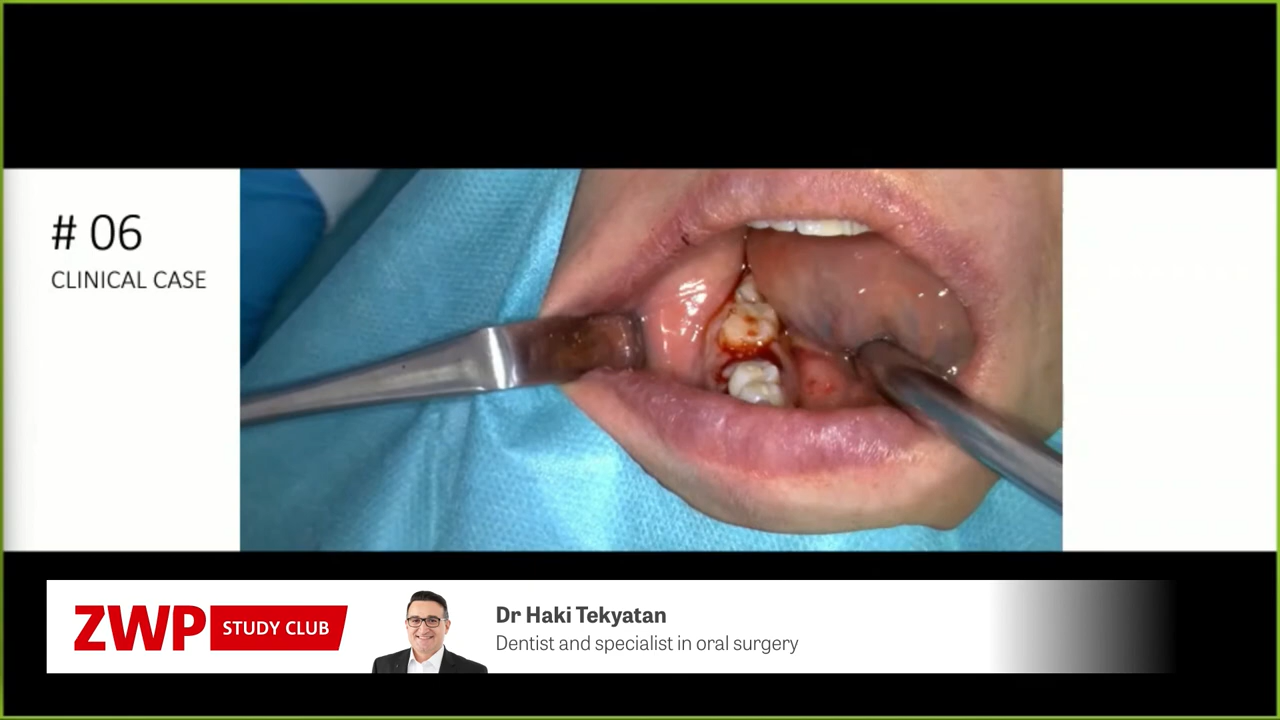 # 06
CLINICAL CASE
ZWP STUDY CLUB
Dr Haki Tekyatan
Dentist and specialist in oral surgery